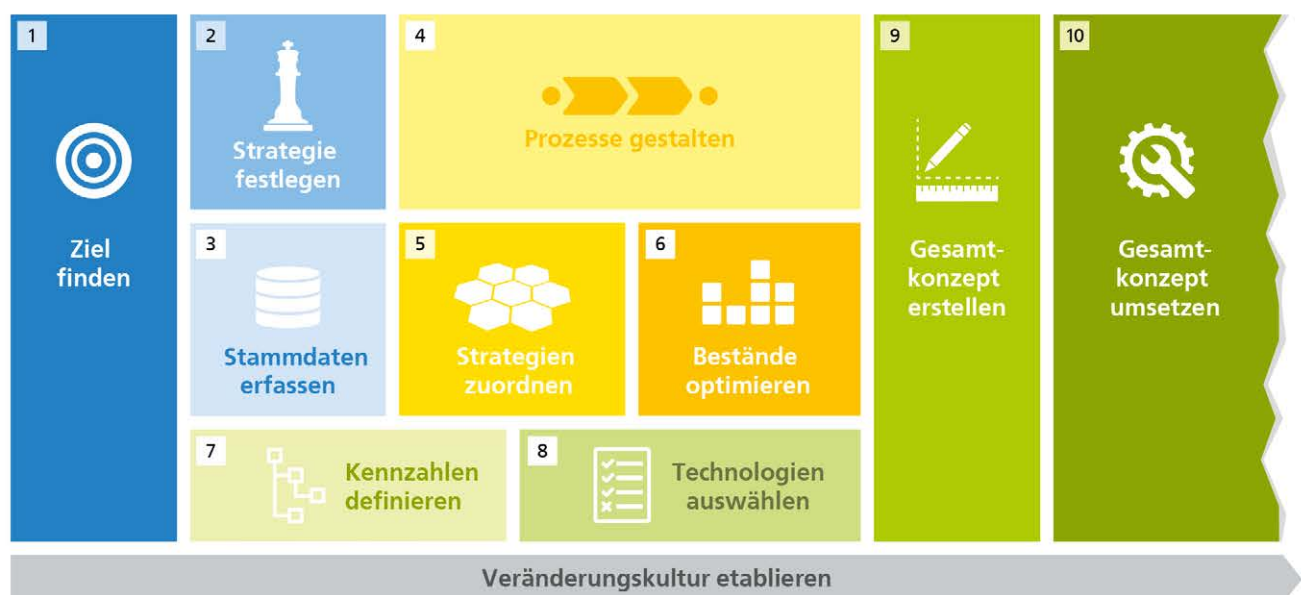 1
Ziel
finden
2
Strategie
festlegen
3
Stammdaten
erfassen
4
Prozesse gestalten
5
Strategien
zuordnen
6
Bestände
optimieren
7
Kennzahlen
definieren
8
Technologien
auswählen
9
Gesamt-
konzept
erstellen
10
Gesamt-
konzept
umsetzen
Veränderungskultur etablieren